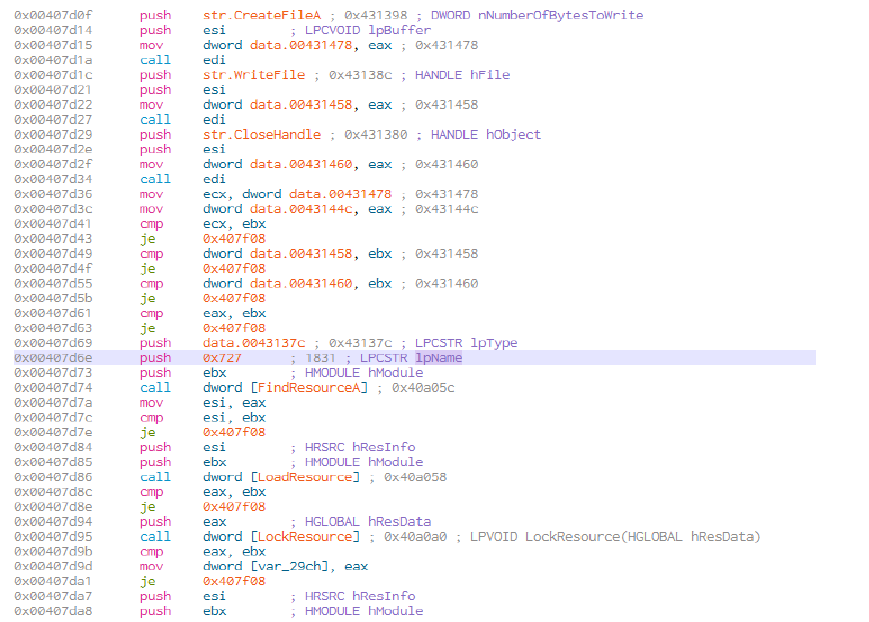 0x00407d0f push str.CreateFileA ; 0x431398 ; DWORD nNumberOfBytesToWrite
0x00407d14 push esi ; LPCVOID lpBuffer
0x00407d15 mov dword data.00431478, eax ; 0x431478
0x00407d1a call edi
0x00407d1c push str.WriteFile ; 0x43138c ; HANDLE hFile
0x00407d21 push esi
0x00407d22 mov dword data.00431458, eax ; 0x431458
0x00407d27 call edi
0x00407d29 push str.CloseHandle ; 0x431380 ; HANDLE hObject
0x00407d2e push esi
0x00407d2f mov dword data.00431460, eax ; 0x431460
0x00407d34 call edi
0x00407d36 mov ecx, dword data.00431478 ; 0x431478
0x00407d3c mov dword data.0043144c, eax ; 0x43144c
0x00407d41 cmp ecx, ebx
0x00407d43 je 0x407f08
0x00407d49 cmp dword data.00431458, ebx ; 0x431458
0x00407d4f je 0x407f08
0x00407d55 cmp dword data.00431460, ebx ; 0x431460
0x00407d5b je 0x407f08
0x00407d61 cmp eax, ebx
0x00407d63 je 0x407f08
0x00407d69 push data.0043137c ; 0x43137c ; LPCSTR lpType
0x00407d6e push 0x727 ; 1831 ; LPCSTR lpName
0x00407d73 push ebx ; HMODULE hModule
0x00407d74 call dword [FindResourceA] ; 0x40a05c
0x00407d7a mov esi, eax
0x00407d7c cmp esi, ebx
0x00407d7e je 0x407f08
0x00407d84 push esi ; HRSRC hResInfo
0x00407d85 push ebx ; HMODULE hModule
0x00407d86 call dword [LoadResource] ; 0x40a058
0x00407d8c cmp eax, ebx
0x00407d8e je 0x407f08
0x00407d94 push eax ; HGLOBAL hResData
0x00407d95 call dword [LockResource] ; 0x40a0a0 ; LPVOID LockResource(HGLOBAL hResData)
0x00407d9b cmp eax, ebx
0x00407d9d mov dword [var_29ch], eax
0x00407da1 je 0x407f08
0x00407da7 push esi ; HRSRC hResInfo
0x00407da8 push ebx ; HMODULE hModule